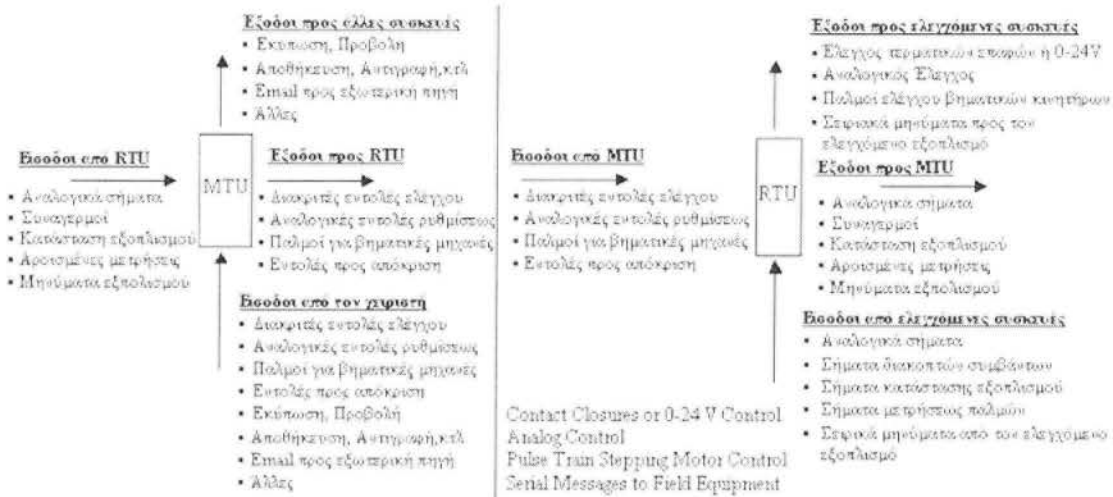 Έξοδοι προς άλλες συσκευές
▪ Εκύπωση, Προβολή
▪ Αποθήκευση, Αντιγραφή,κτλ
▪ Email προς εξωτερική πηγή
▪ Άλλες
Είσοδοι από RTU
▪ Αναλογικά σήματα
▪ Συναγερμοί
▪ Κατάσταση εξοπλισμού
▪ Αροισμένες μετρήσεις
▪ Μηνύματα εξπολισμού
MTU
Έξοδοι προς RTU
▪ Διακριτές εντολές ελέγχου
▪ Αναλογικές εντολές ρυθμίσεως
▪ Παλμοί για βηματικές μηχανές
▪ Εντολές προς απόκριση
Είσοδοι από τον χειριστή
▪ Διακριτές εντολές ελέγχου
▪ Αναλογικές εντολές ρυθμίσεως
▪ Παλμοί για βηματικές μηχανές
▪ Εντολές προς απόκριση
▪ Εκύπωση, Προβολή
▪ Αποθήκευση, Αντιγραφή,κτλ
▪ Email προς εξωτερική πηγή
▪ Άλλες
Έξοδοι προς ελεγχόμενες συσκευές
▪ Έλεγχος τερματικών επαφών ή 0-24V
▪ Αναλογικός Έλεγχος
▪ Παλμοί ελέγχου βηματικών κινητήρων
▪ Σειριακά μηνύματα προς τον
ελεγχόμενο εξοπλισμό
Είσοδοι από MTU
▪ Διακριτές εντολές ελέγχου
▪ Αναλογικές εντολές ρυθμίσεως
▪ Παλμοί για βηματικές μηχανές
▪ Εντολές προς απόκριση
RTU
Έξοδοι προς MTU
▪ Αναλογικά σήματα
▪ Συναγερμοί
▪ Κατάσταση εξοπλισμού
▪ Αροισμένες μετρήσεις
▪ Μηνύματα εξοπλισμού
Είσοδοι από ελεγχόμενες συσκευές
▪ Αναλογικά σήματα
▪ Σήματα διακοπτών συμβάντων
▪ Σήματα κατάστασης εξοπλισμού
▪ Σήματα μετρήσεως παλμών
▪ Σειρικά μηνύματα από τον ελεγχόμενο
εξοπλισμό
Contact Closures or 0-24 V Control
Analog Control
Pulse Train Stepping Motor Control
Serial Messages to Field Equipment